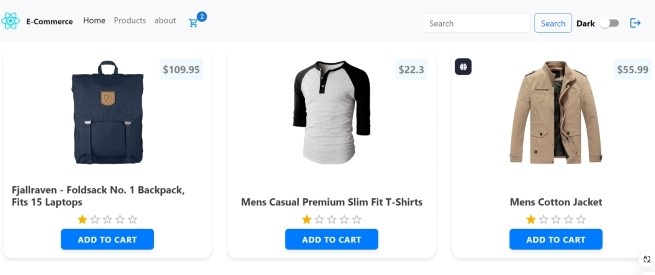 E-Commerce Home Products about 2 Search Search Dark
$109.95
$22.3
$55.99
Fjallraven - Foldsack No. 1 Backpack,
Fits 15 Laptops
Mens Casual Premium Slim Fit T-Shirts
Mens Cotton Jacket
ADD TO CART
ADD TO CART
ADD TO CART